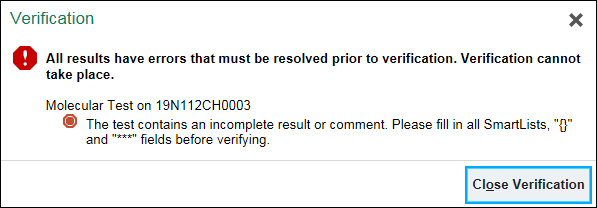 Verification
All results have errors that must be resolved prior to verification. Verification cannot
take place.
Molecular Test on 19N112CH0003
The test contains an incomplete result or comment. Please fill in all SmartLists, "{}"
and "***" fields before verifying.
Close Verification